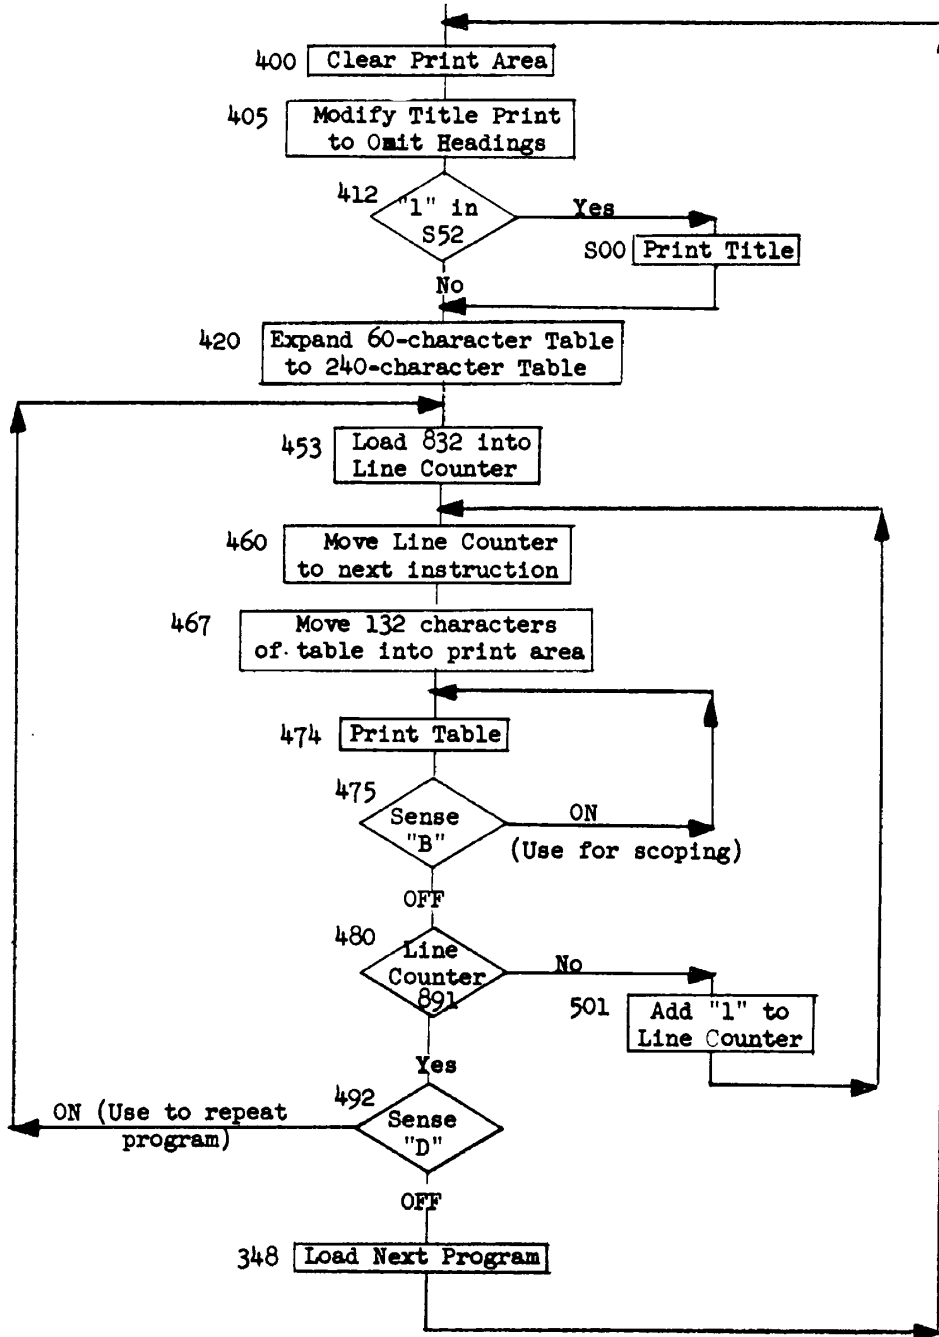 400 Clear Print Area
405 Modify Title Print
to Omit Headings
412 "1" in
S52
Yes
S00 Print Title
No
420 Expand 60-character Table
to 240-character Table
453 Load 832 into
Line Counter
460 Move Line Counter
to next instruction
467 Move 132 characters
of table into print area
474 Print Table
475 Sense
"B"
ON
(Use for scoping)
OFF
480 Line
Counter
891
No
501 Add "1" to
Line Counter
Yes
492 Sense
"D"
ON (Use to repeat
program)
OFF
348 Load Next Program